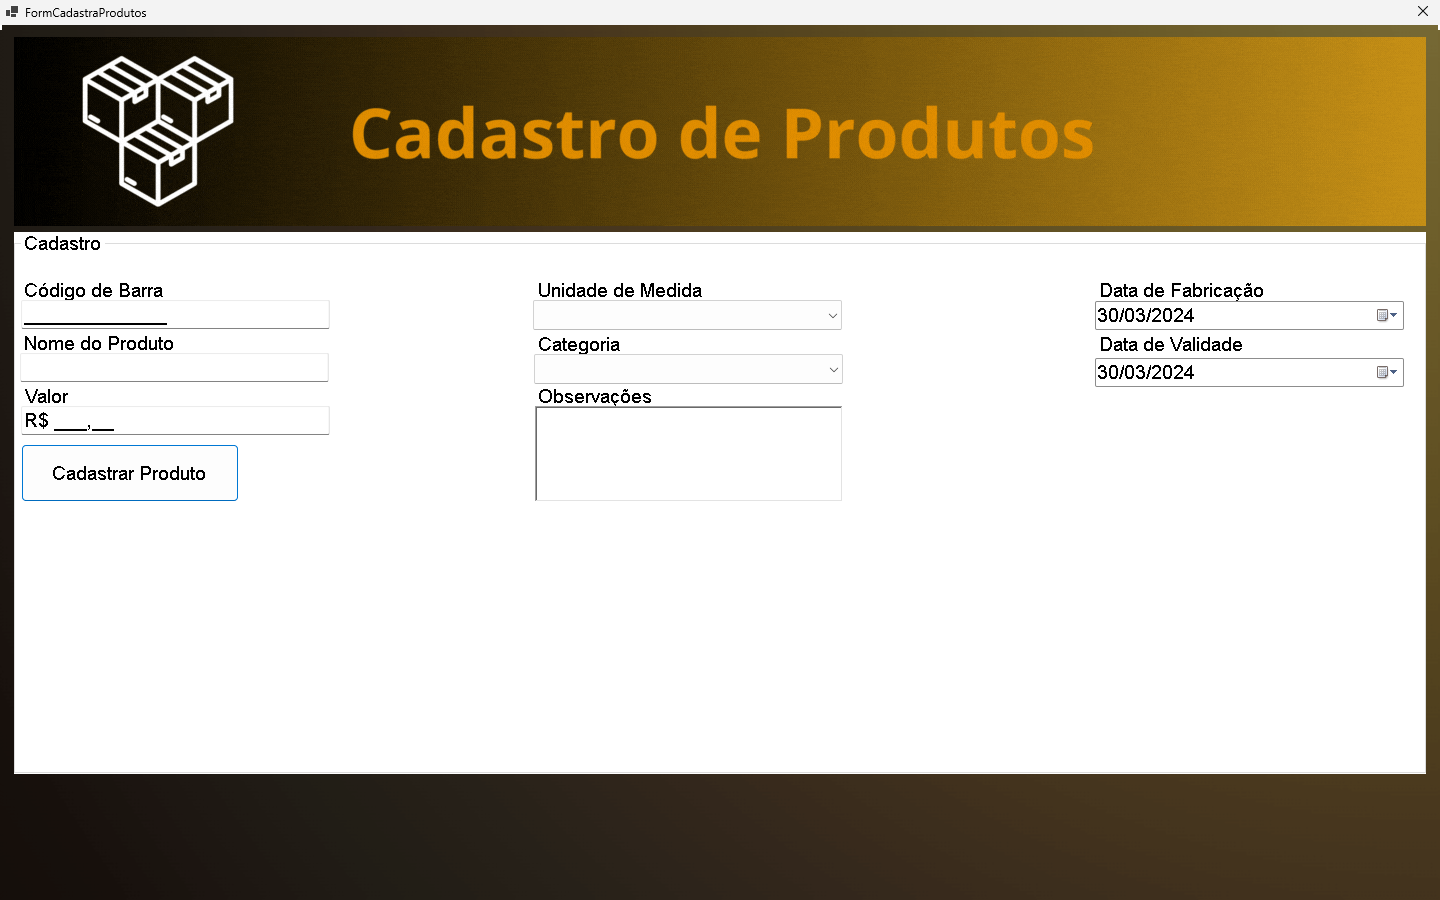 FormCadastraProdutos
Cadastro de Produtos
Cadastro
Código de Barra
_____________
Nome do Produto
Valor
R$ ___,__
Cadastrar Produto
Unidade de Medida
Categoria
Observações
Data de Fabricação
30/03/2024
Data de Validade
30/03/2024